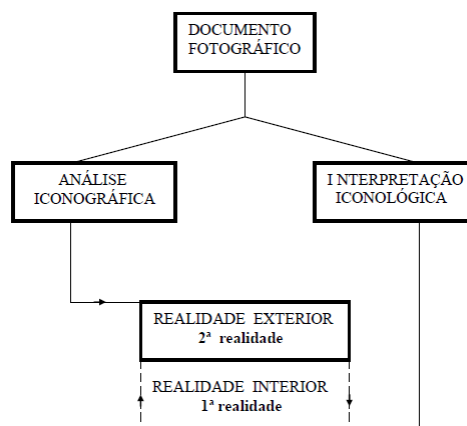 DOCUMENTO
FOTOGRÁFICO
ANÁLISE
ICONOGRÁFICA
I NTERPRETAÇÃO
ICONOLÓGICA
REALIDADE EXTERIOR
2ª realidade
REALIDADE INTERIOR
1ª realidade